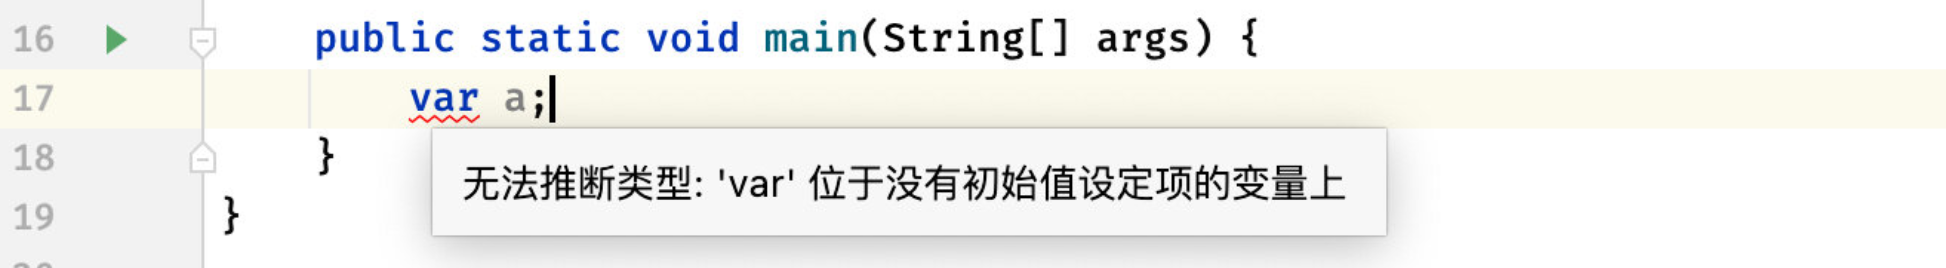 16 public static void main(String[] args) {
17 var a;
无法推断类型: 'var' 位于没有初始值设定项的变量上
18 }
19 }